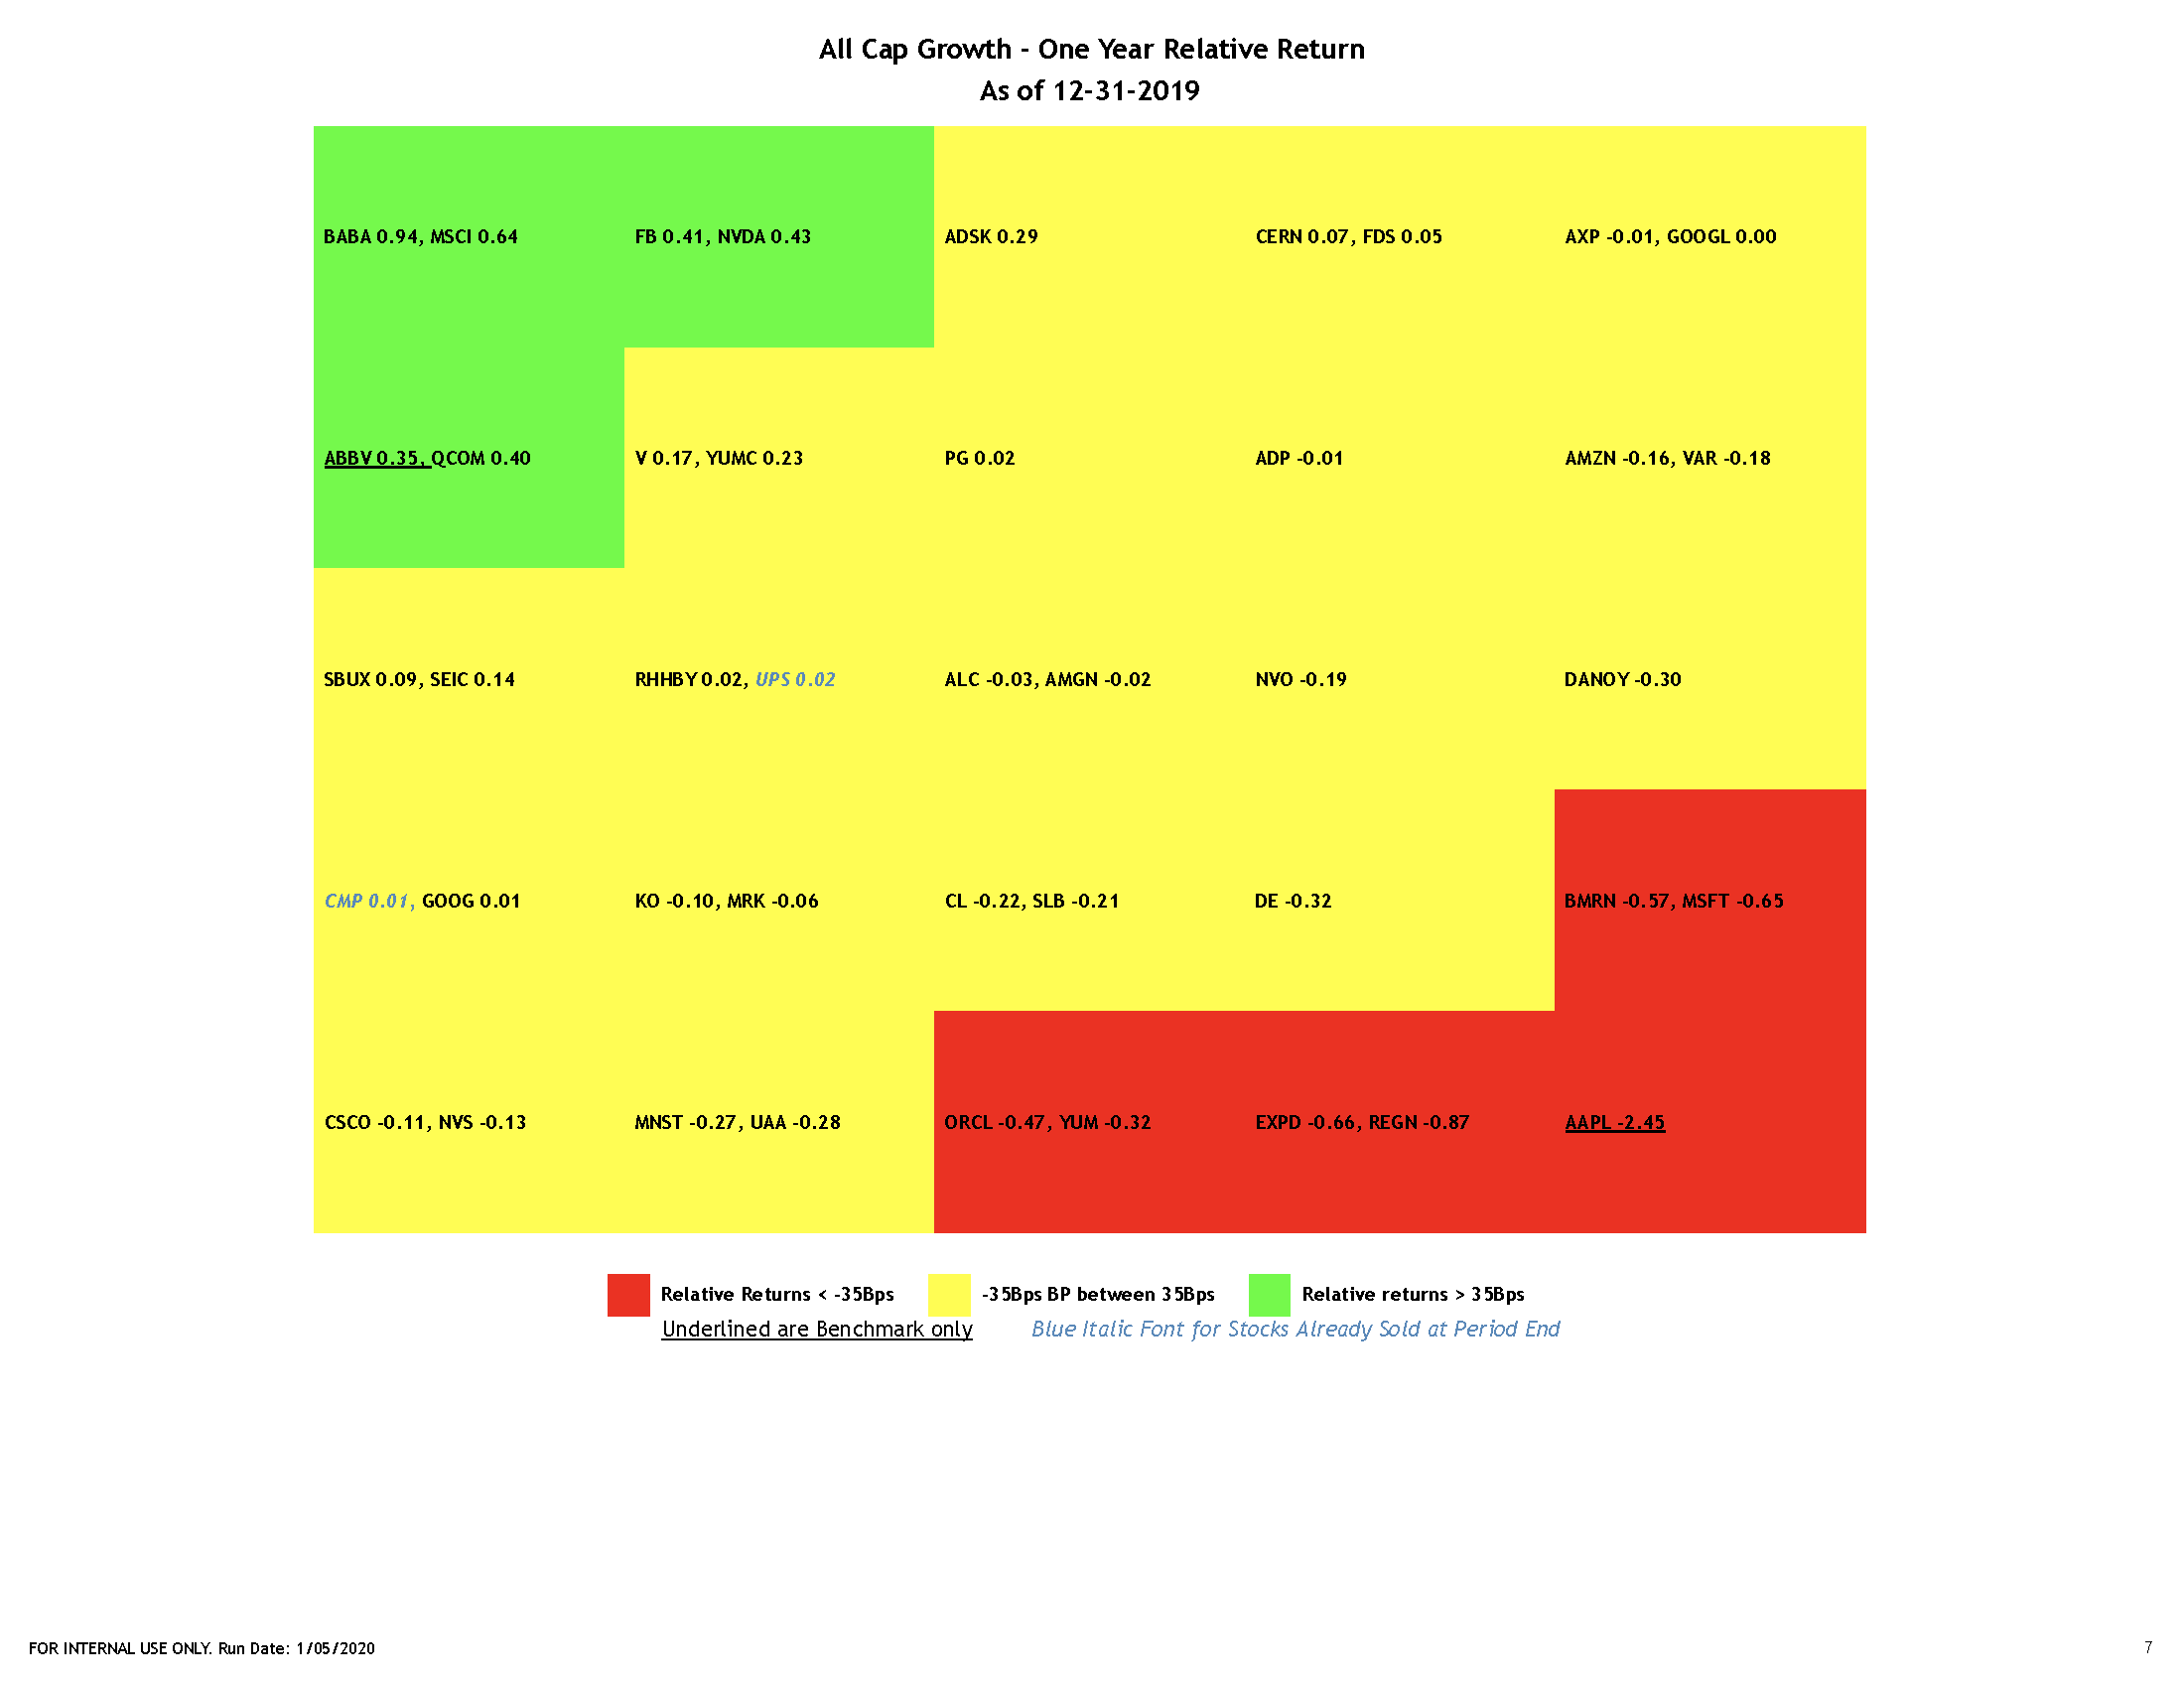 All Cap Growth - One Year Relative Return
As of 12-31-2019
BABA 0.94, MSCI 0.64
FB 0.41, NVDA 0.43
ADSK 0.29
CERN 0.07, FDS 0.05
AXP -0.01, GOOGL 0.00
ABBV 0.35, QCOM 0.40
V 0.17, YUMC 0.23
PG 0.02
ADP -0.01
AMZN -0.16, VAR -0.18
SBUX 0.09, SEIC 0.14
RHHBY 0.02, UPS 0.02
ALC -0.03, AMGN -0.02
NVO -0.19
DANOY -0.30
CMP 0.01, GOOG 0.01
KO -0.10, MRK -0.06
CL -0.22, SLB -0.21
DE -0.32
BMRN -0.57, MSFT -0.65
CSCO -0.11, NVS -0.13
MNST -0.27, UAA -0.28
ORCL -0.47, YUM -0.32
EXPD -0.66, REGN -0.87
AAPL -2.45
Relative Returns < -35Bps
-35Bps BP between 35Bps
Relative returns > 35Bps
Underlined are Benchmark only
Blue Italic Font for Stocks Already Sold at Period End
FOR INTERNAL USE ONLY. Run Date: 1/05/2020
7